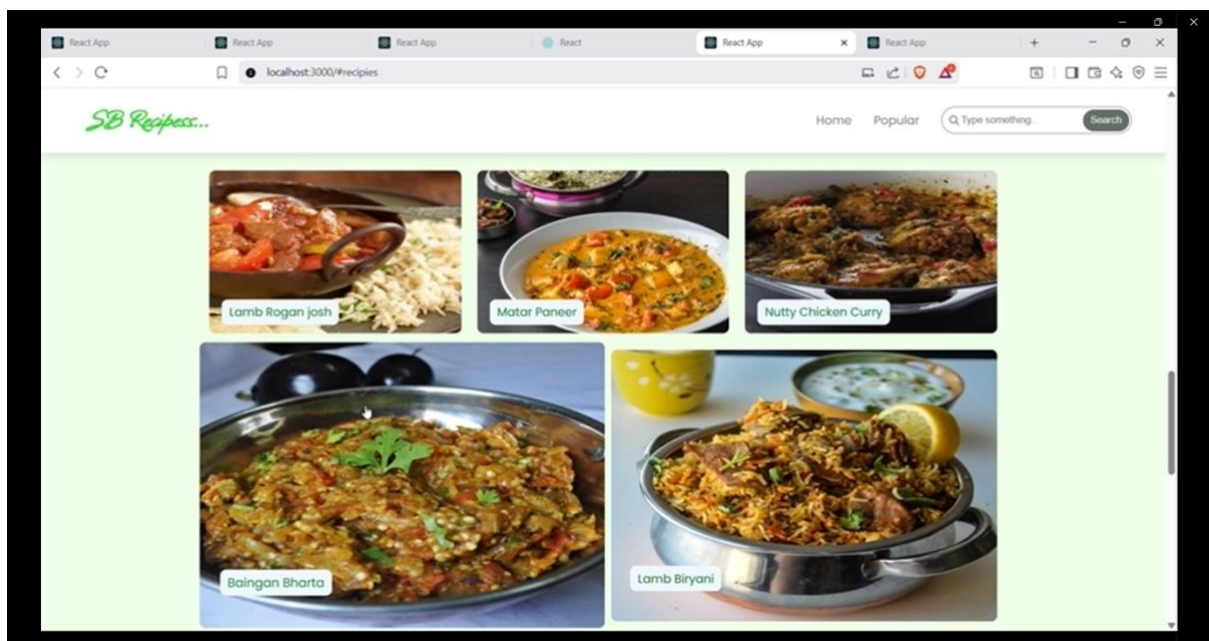 React App React App React App React React App React App
localhost:3000/#recipies
SB Recipess...
Home Popular Type something.. Search
Lamb Rogan josh Matar Paneer Nutty Chicken Curry
Baingan Bharta Lamb Biryani